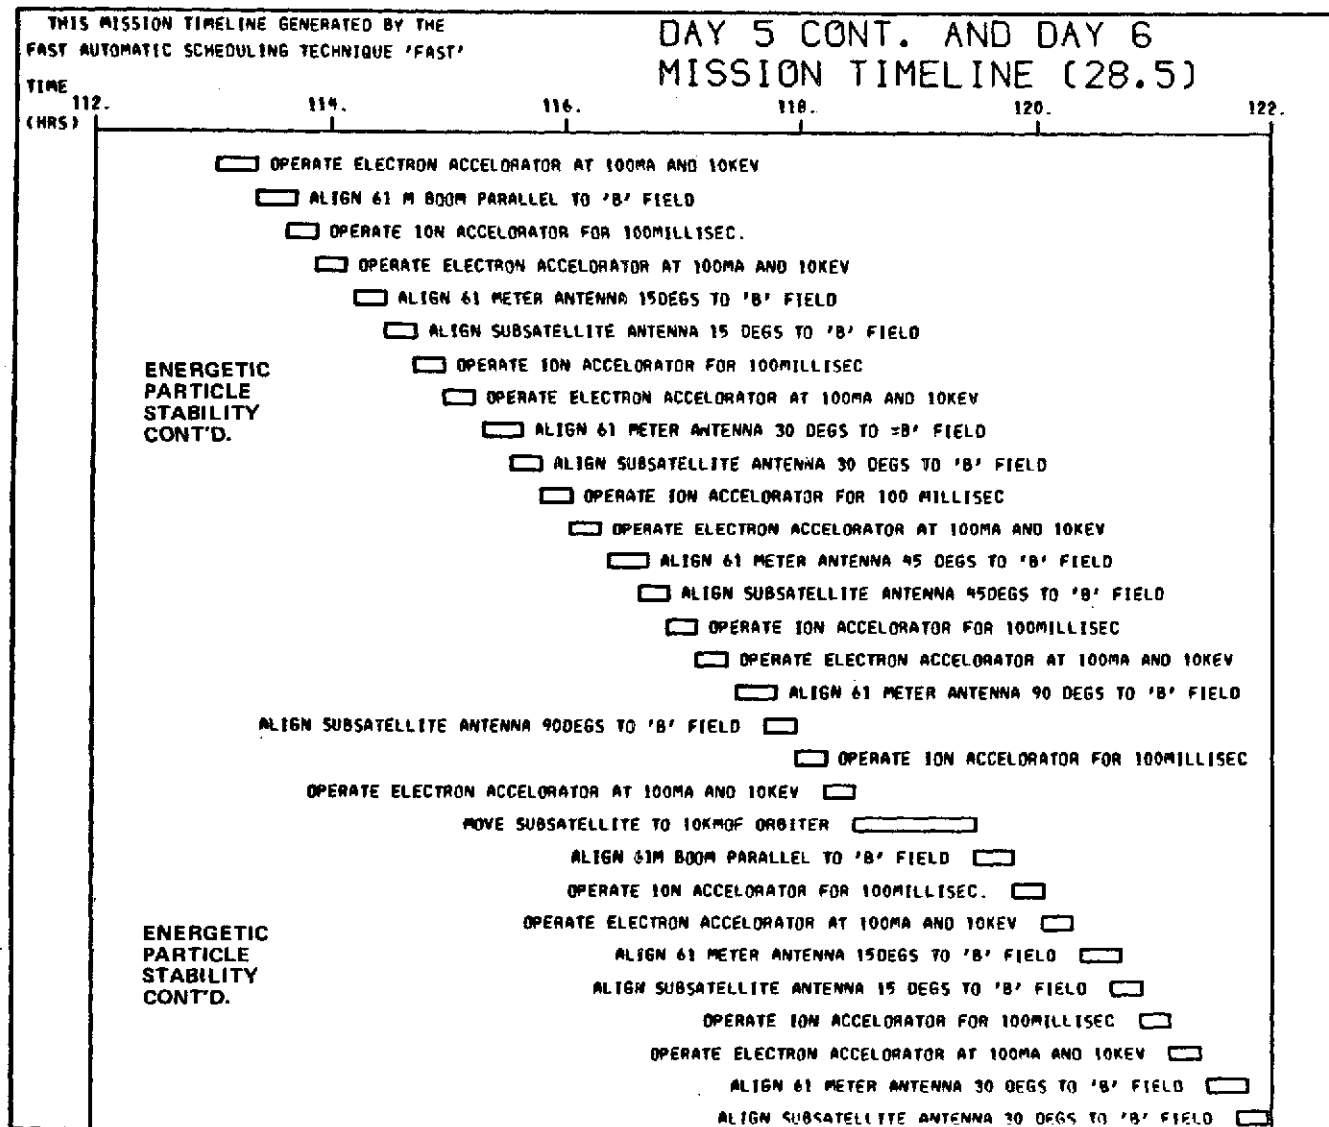 THIS MISSION TIMELINE GENERATED BY THE
FAST AUTOMATIC SCHEDULING TECHNIQUE 'FAST'
DAY 5 CONT. AND DAY 6
MISSION TIMELINE (28.5)
TIME
(HRS)
112. 114. 116. 118. 120. 122.
OPERATE ELECTRON ACCELORATOR AT 100MA AND 10KEV
ALIGN 61 M BOOM PARALLEL TO 'B' FIELD
OPERATE ION ACCELORATOR FOR 100MILLISEC.
OPERATE ELECTRON ACCELORATOR AT 100MA AND 10KEV
ALIGN 61 METER ANTENNA 15DEGS TO 'B' FIELD
ALIGN SUBSATELLITE ANTENNA 15 DEGS TO 'B' FIELD
ENERGETIC
PARTICLE
STABILITY
CONT'D.
OPERATE ION ACCELORATOR FOR 100MILLISEC
OPERATE ELECTRON ACCELORATOR AT 100MA AND 10KEV
ALIGN 61 METER ANTENNA 30 DEGS TO =B' FIELD
ALIGN SUBSATELLITE ANTENNA 30 DEGS TO 'B' FIELD
OPERATE ION ACCELORATOR FOR 100 MILLISEC
OPERATE ELECTRON ACCELORATOR AT 100MA AND 10KEV
ALIGN 61 METER ANTENNA 45 DEGS TO 'B' FIELD
ALIGN SUBSATELLITE ANTENNA 45DEGS TO 'B' FIELD
OPERATE ION ACCELORATOR FOR 100MILLISEC
OPERATE ELECTRON ACCELORATOR AT 100MA AND 10KEV
ALIGN 61 METER ANTENNA 90 DEGS TO 'B' FIELD
ALIGN SUBSATELLITE ANTENNA 90DEGS TO 'B' FIELD
OPERATE ION ACCELORATOR FOR 100MILLISEC
OPERATE ELECTRON ACCELORATOR AT 100MA AND 10KEV
MOVE SUBSATELLITE TO 10KMOF ORBITER
ALIGN 61M BOOM PARALLEL TO 'B' FIELD
OPERATE ION ACCELORATOR FOR 100MILLISEC.
OPERATE ELECTRON ACCELORATOR AT 100MA AND 10KEV
ENERGETIC
PARTICLE
STABILITY
CONT'D.
ALIGN 61 METER ANTENNA 15DEGS TO 'B' FIELD
ALIGN SUBSATELLITE ANTENNA 15 DEGS TO 'B' FIELD
OPERATE ION ACCELORATOR FOR 100MILLISEC
OPERATE ELECTRON ACCELORATOR AT 100MA AND 10KEV
ALIGN 61 METER ANTENNA 30 DEGS TO 'B' FIELD
ALIGN SUBSATELLITE ANTENNA 30 DEGS TO 'B' FIELD